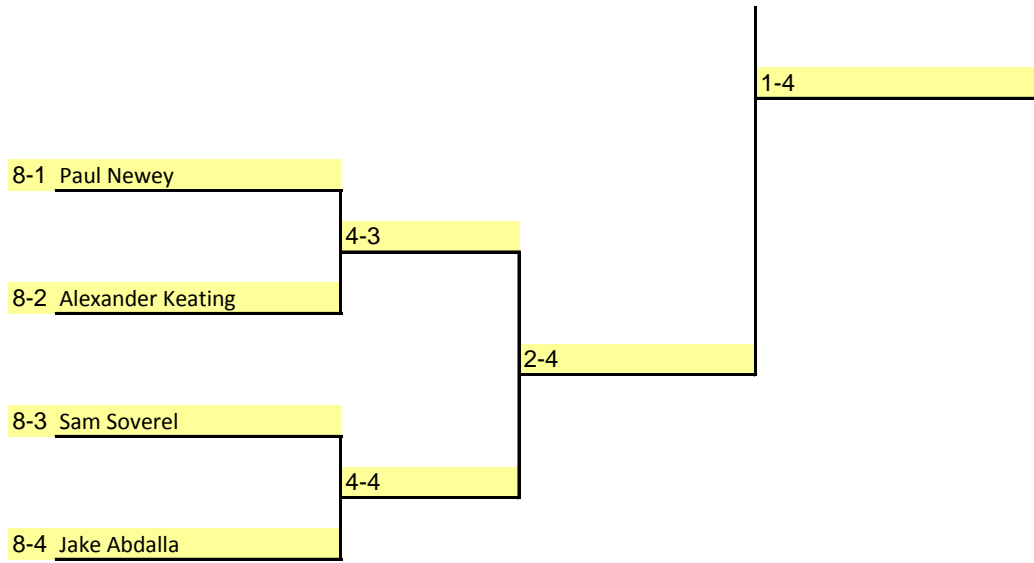 1-4
8-1 Paul Newey
4-3
8-2 Alexander Keating
2-4
8-3 Sam Soverel
4-4
8-4 Jake Abdalla